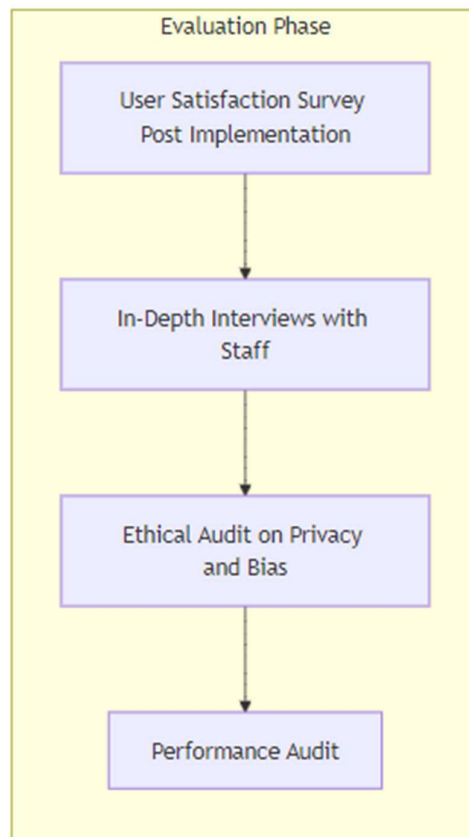 Evaluation Phase
User Satisfaction Survey
Post Implementation
In-Depth Interviews with
Staff
Ethical Audit on Privacy
and Bias
Performance Audit